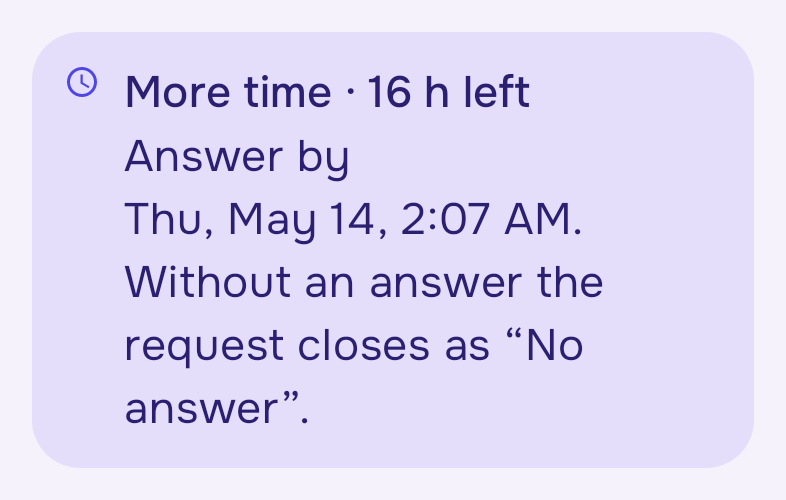 More time · 16 h left
Answer by
Thu, May 14, 2:07 AM.
Without an answer the
request closes as “No
answer”.